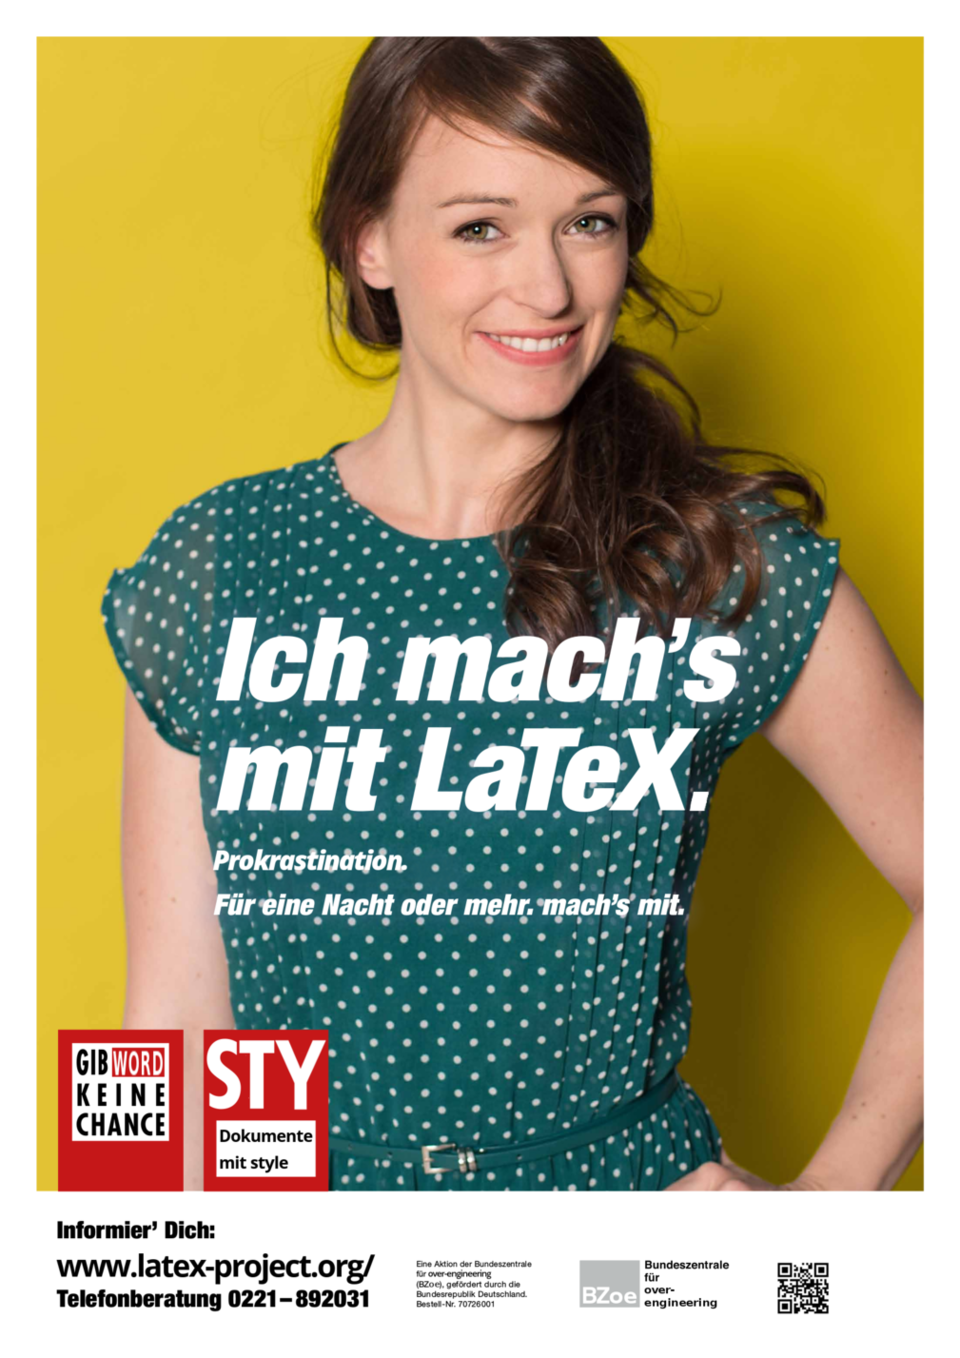 Ich mach's
mit LaTeX.
Prokrastination.
Für eine Nacht oder mehr. mach's mit.
GIB WORD
KEINE
CHANCE
STY
Dokumente
mit style
Informier' Dich:
www.latex-project.org/
Telefonberatung 0221–892031
Eine Aktion der Bundeszentrale
für over-engineering
(BZoe), gefördert durch die
Bundesrepublik Deutschland.
Bestell-Nr. 70726001
BZoe
Bundeszentrale
für
over-
engineering